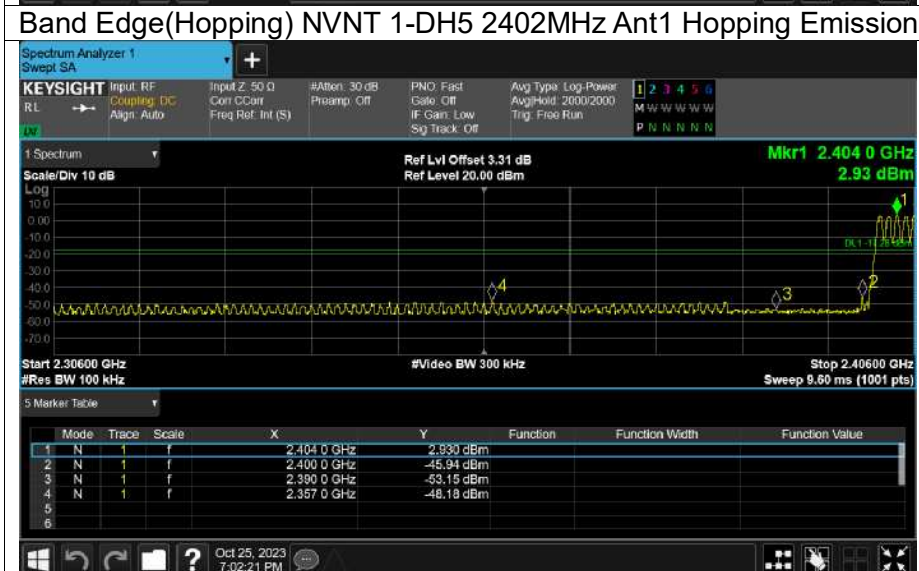 Band Edge(Hopping) NVNT 1-DH5 2402MHz Ant1 Hopping Emission
Spectrum Analyzer 1
Swept SA
+
KEYSIGHT Input: RF Input Z: 50 Ω #Atten: 30 dB PNO: Fast Avg Type: Log-Power 1 2 3 4 5 6
RL Coupling: DC Corr CCorr Preamp: Off Gate: Off Avg|Hold: 2000/2000 M W W W W W
Align: Auto Freq Ref: Int (S) IF Gain: Low Trig: Free Run
Sig Track: Off P N N N N N
1 Spectrum
Ref Lvl Offset 3.31 dB Mkr1 2.404 0 GHz
Scale/Div 10 dB Ref Level 20.00 dBm 2.93 dBm
Log
10.0
0.00
-10.0
-20.0
-30.0
-40.0
-50.0
-60.0
-70.0
1
2
3
4
Start 2.30600 GHz #Video BW 300 kHz Stop 2.40600 GHz
#Res BW 100 kHz Sweep 9.60 ms (1001 pts)
5 Marker Table
Mode Trace Scale X Y Function Function Width Function Value
1 N 1 f 2.404 0 GHz 2.930 dBm
2 N 1 f 2.400 0 GHz -45.94 dBm
3 N 1 f 2.390 0 GHz -53.15 dBm
4 N 1 f 2.357 0 GHz -48.18 dBm
5
6
? Oct 25, 2023
7:02:21 PM